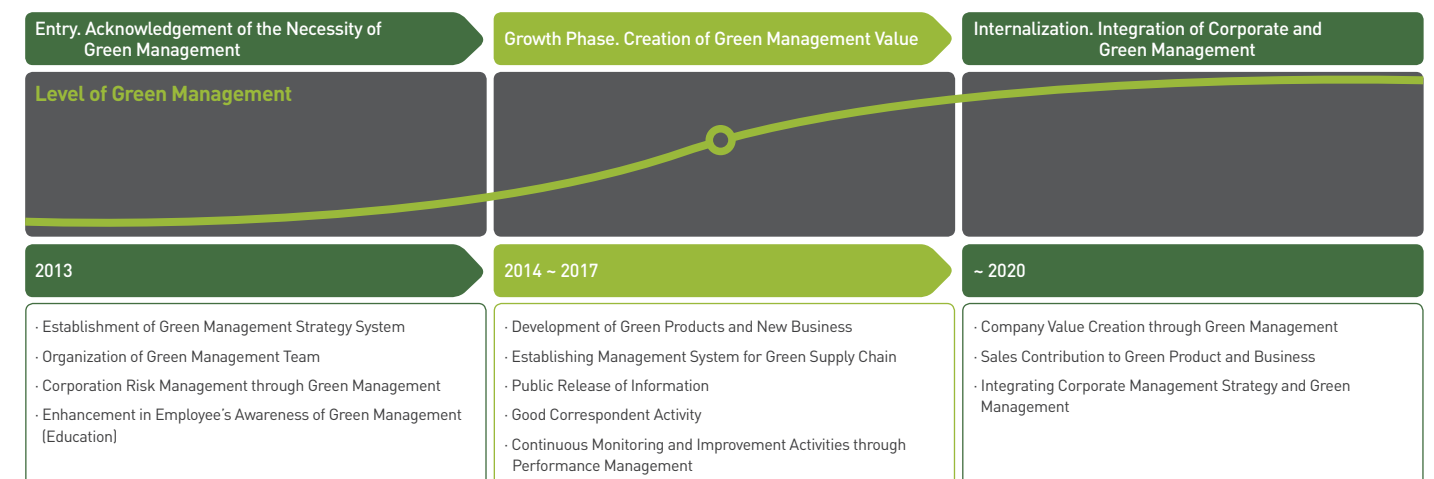 Entry. Acknowledgement of the Necessity of
Green Management
Growth Phase. Creation of Green Management Value
Internalization. Integration of Corporate and
Green Management
Level of Green Management
2013
2014 ~ 2017
~ 2020
· Establishment of Green Management Strategy System
· Organization of Green Management Team
· Corporation Risk Management through Green Management
· Enhancement in Employee’s Awareness of Green Management
(Education)
· Development of Green Products and New Business
· Establishing Management System for Green Supply Chain
· Public Release of Information
· Good Correspondent Activity
· Continuous Monitoring and Improvement Activities through
Performance Management
· Company Value Creation through Green Management
· Sales Contribution to Green Product and Business
· Integrating Corporate Management Strategy and Green
Management